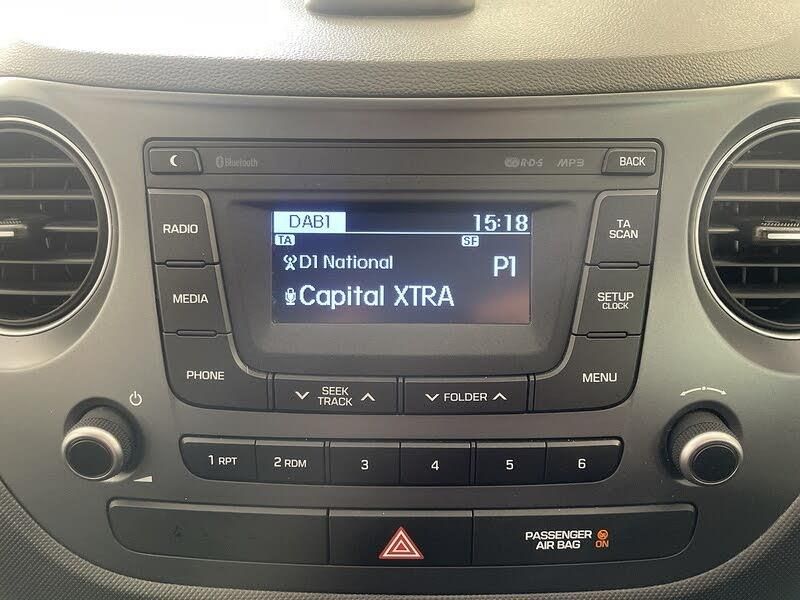 Bluetooth R·D·S MP3 BACK
RADIO
MEDIA
PHONE
DAB1 15:18
TA SF
D1 National P1
Capital XTRA
TA
SCAN
SETUP
CLOCK
MENU
SEEK
TRACK
FOLDER
1 RPT 2 RDM 3 4 5 6
PASSENGER
AIR BAG ON